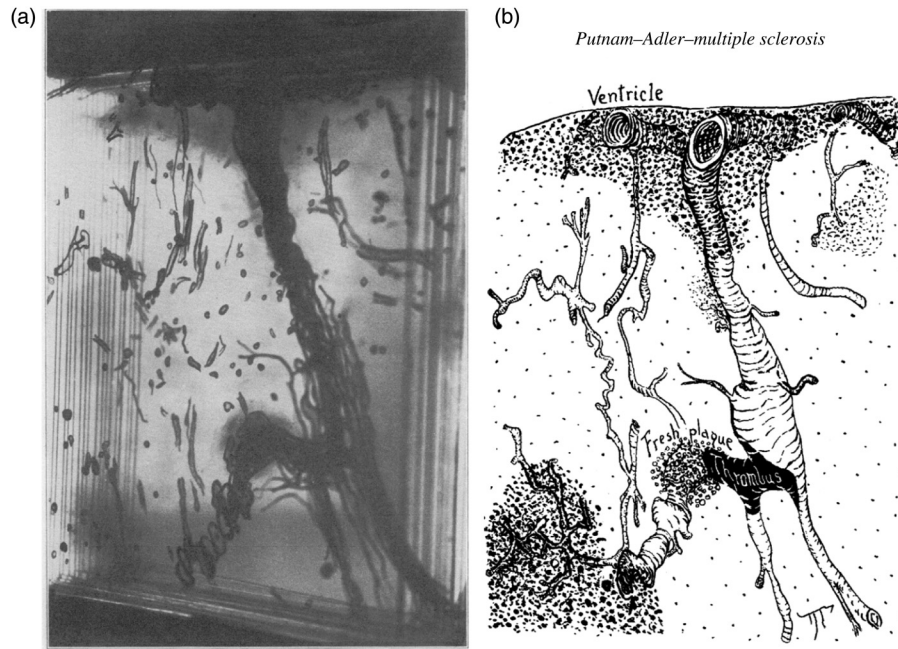 (a)
(b)
Putnam–Adler–multiple sclerosis
Ventricle
Fresh plaque
Thrombus